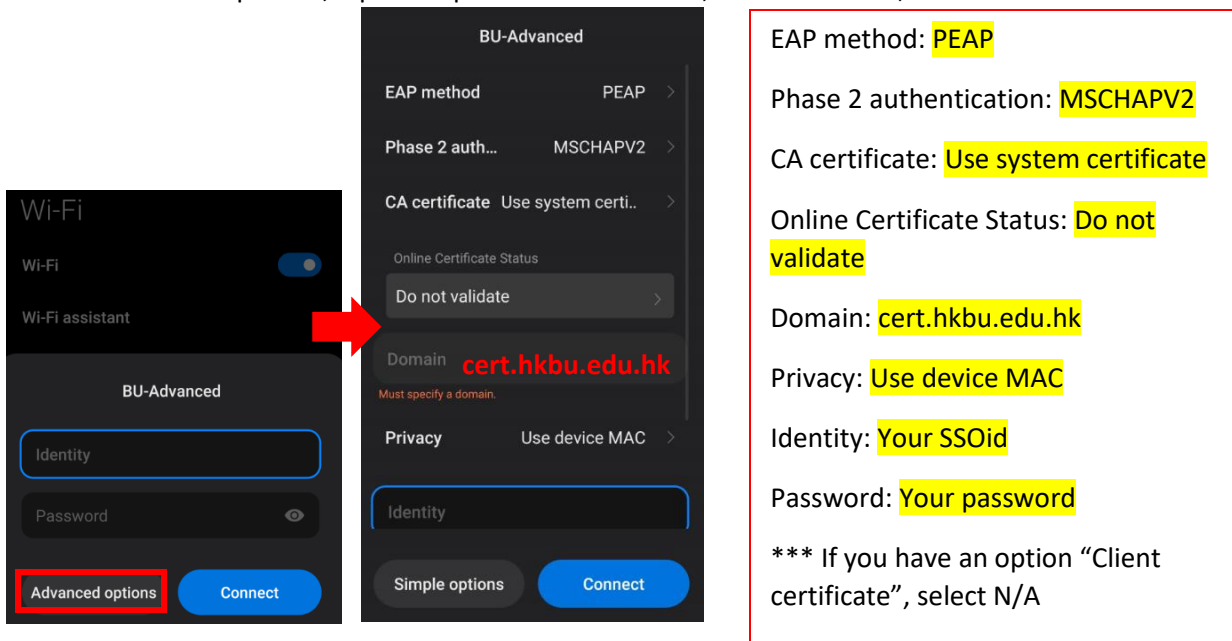 Wi-Fi
Wi-Fi
Wi-Fi assistant
BU-Advanced
Identity
Password
Advanced options
Connect
BU-Advanced
EAP method PEAP
Phase 2 auth... MSCHAPV2
CA certificate Use system certi..
Online Certificate Status
Do not validate
Domain cert.hkbu.edu.hk
Must specify a domain.
Privacy Use device MAC
Identity
Simple options
Connect
EAP method: PEAP
Phase 2 authentication: MSCHAPV2
CA certificate: Use system certificate
Online Certificate Status: Do not
validate
Domain: cert.hkbu.edu.hk
Privacy: Use device MAC
Identity: Your SSOid
Password: Your password
*** If you have an option “Client
certificate”, select N/A